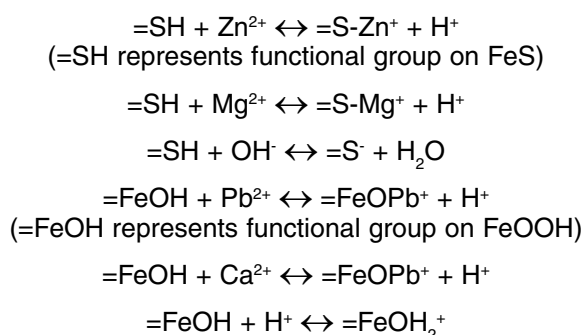 =SH + Zn²⁺ ↔ =S-Zn⁺ + H⁺
(=SH represents functional group on FeS)
=SH + Mg²⁺ ↔ =S-Mg⁺ + H⁺
=SH + OH⁻ ↔ =S⁻ + H₂O
=FeOH + Pb²⁺ ↔ =FeOPb⁺ + H⁺
(=FeOH represents functional group on FeOOH)
=FeOH + Ca²⁺ ↔ =FeOPb⁺ + H⁺
=FeOH + H⁺ ↔ =FeOH₂⁺